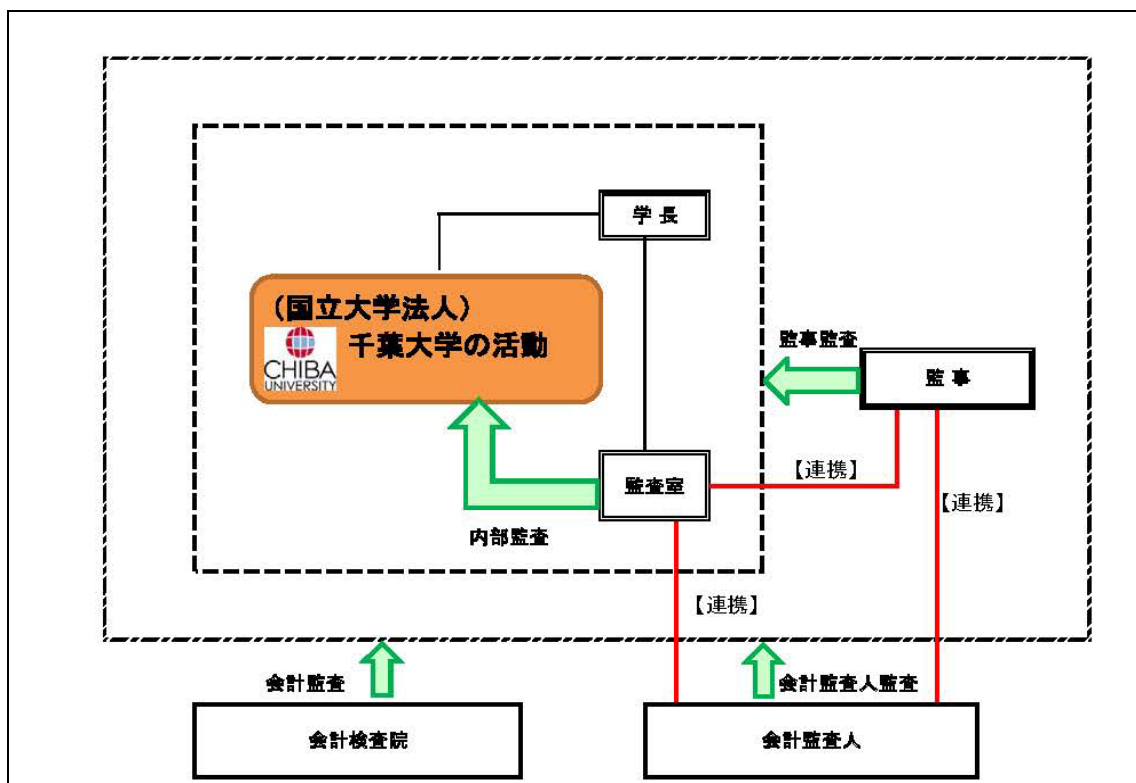 学長
(国立大学法人)
千葉大学の活動
CHIBA
UNIVERSITY
監事監査
監事
監査室
【連携】
【連携】
内部監査
【連携】
会計監査
会計監査人監査
会計検査院
会計監査人